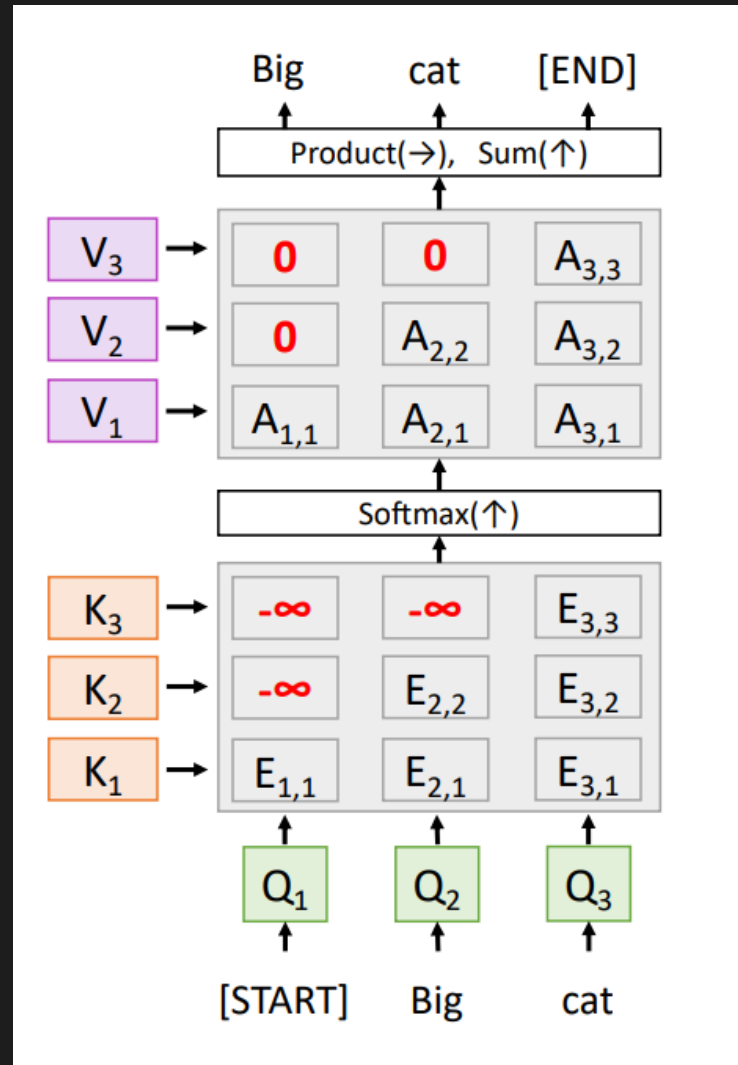 Big cat [END]
Product(→), Sum(↑)
V₃ 0 0 A₃,₃
V₂ 0 A₂,₂ A₃,₂
V₁ A₁,₁ A₂,₁ A₃,₁
Softmax(↑)
K₃ -∞ -∞ E₃,₃
K₂ -∞ E₂,₂ E₃,₂
K₁ E₁,₁ E₂,₁ E₃,₁
Q₁ Q₂ Q₃
[START] Big cat